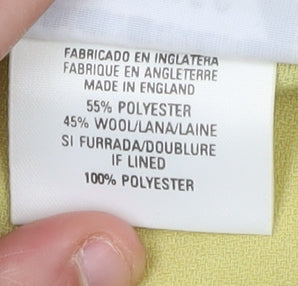 FABRICADO EN INGLATERA
FABRIQUE EN ANGLETERRE
MADE IN ENGLAND
55% POLYESTER
45% WOOL/LANA/LAINE
SI FURRADA/DOUBLURE
IF LINED
100% POLYESTER